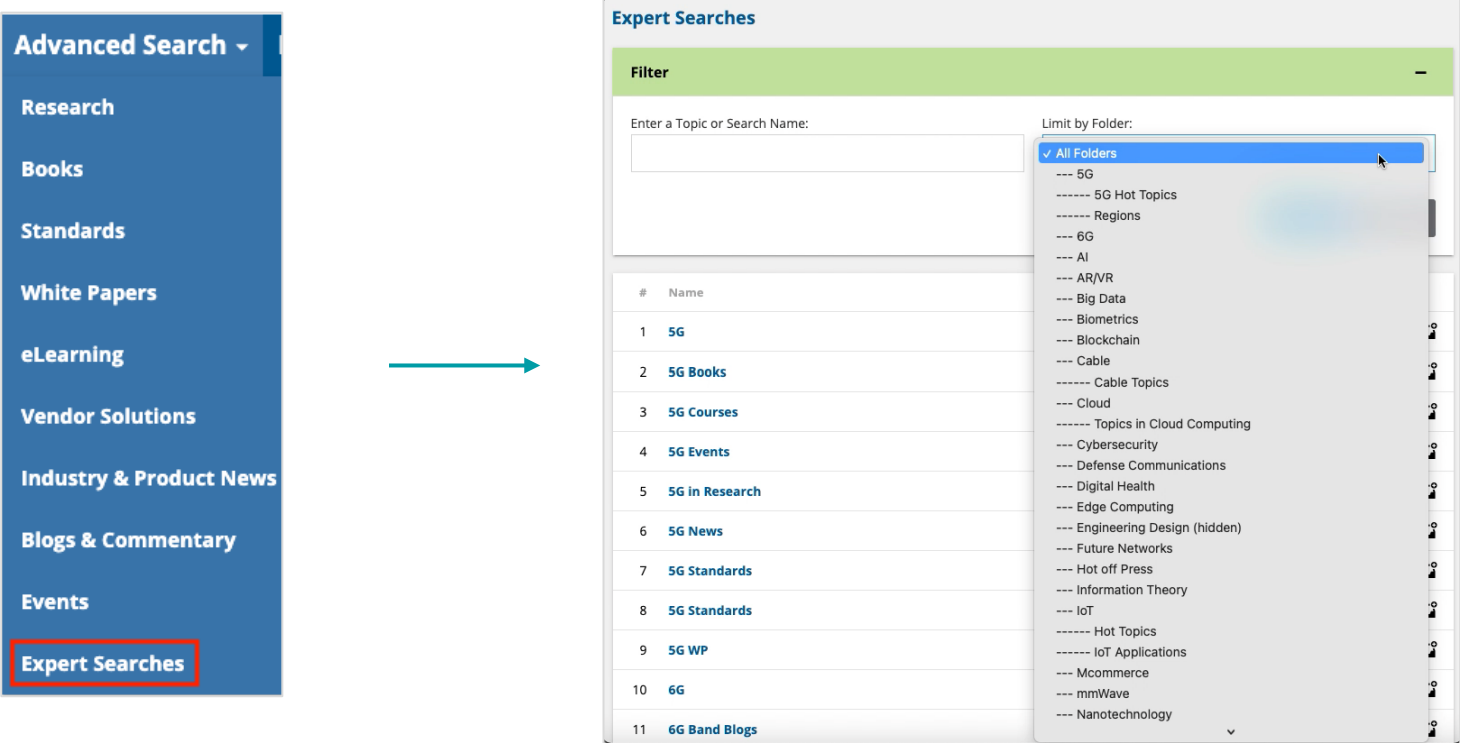 Advanced Search
Research
Books
Standards
White Papers
eLearning
Vendor Solutions
Industry & Product News
Blogs & Commentary
Events
Expert Searches
Expert Searches
Filter
Enter a Topic or Search Name:
Limit by Folder:
✓ All Folders
--- 5G
------ 5G Hot Topics
------ Regions
--- 6G
--- AI
--- AR/VR
--- Big Data
--- Biometrics
--- Blockchain
--- Cable
------ Cable Topics
--- Cloud
------ Topics in Cloud Computing
--- Cybersecurity
--- Defense Communications
--- Digital Health
--- Edge Computing
--- Engineering Design (hidden)
--- Future Networks
--- Hot off Press
--- Information Theory
--- IoT
------ Hot Topics
------ IoT Applications
--- Mcommerce
--- mmWave
--- Nanotechnology
# Name
1 5G
2 5G Books
3 5G Courses
4 5G Events
5 5G in Research
6 5G News
7 5G Standards
8 5G Standards
9 5G WP
10 6G
11 6G Band Blogs